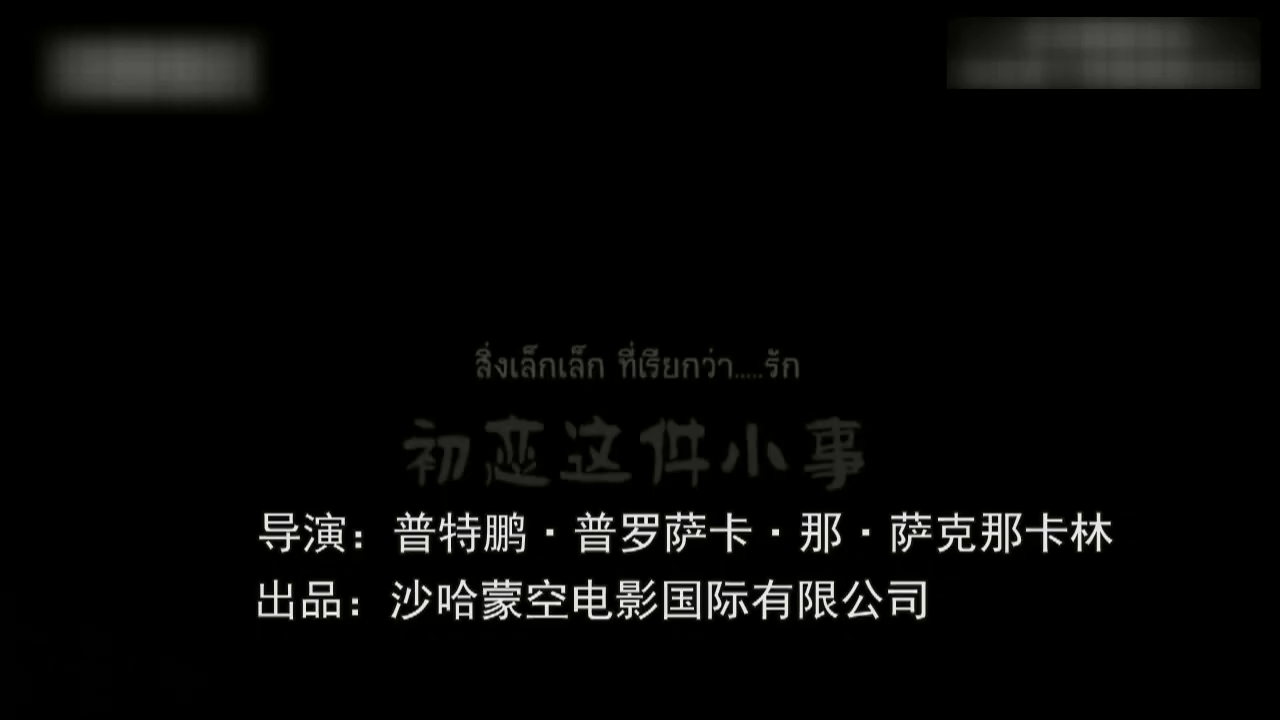 สิ่งเล็กเล็ก ที่เรียกว่า.....รัก
初恋这件小事
导演：普特鹏·普罗萨卡·那·萨克那卡林
出品：沙哈蒙空电影国际有限公司